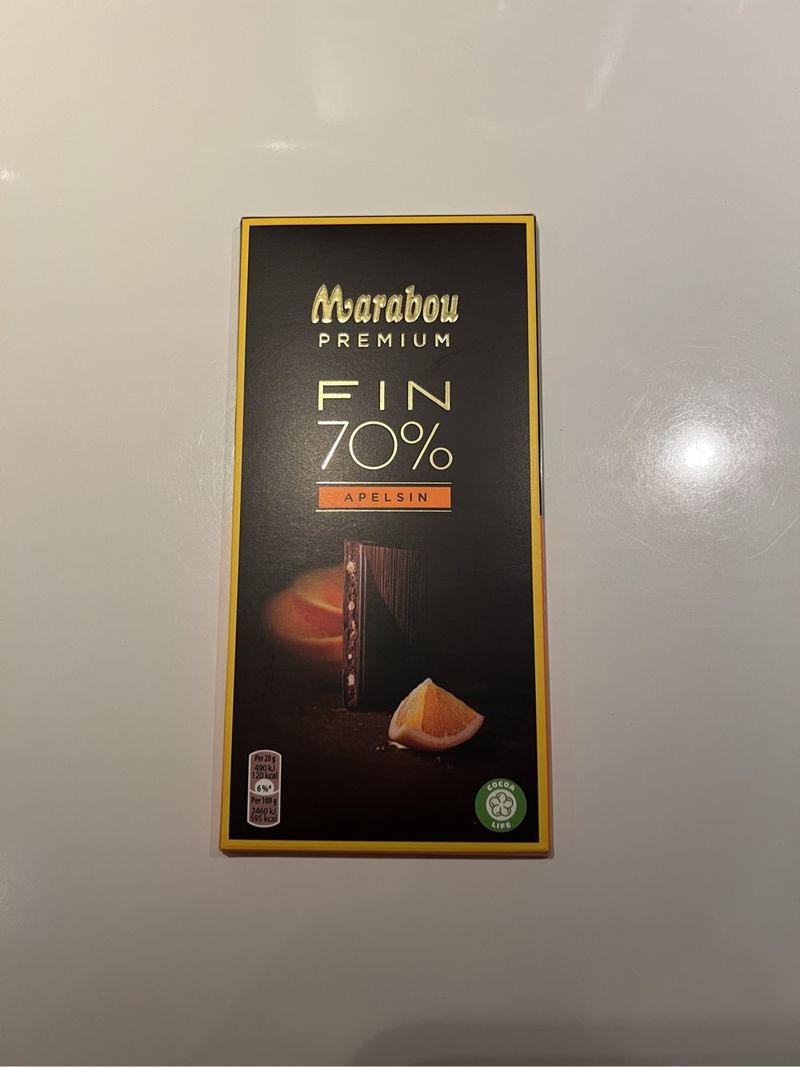 Marabou
PREMIUM
FIN
70%
APELSIN
Per 20 g
490 kJ
120 kcal
6%*
Per 100 g
2460 kJ
595 kcal
COCOA
LIFE